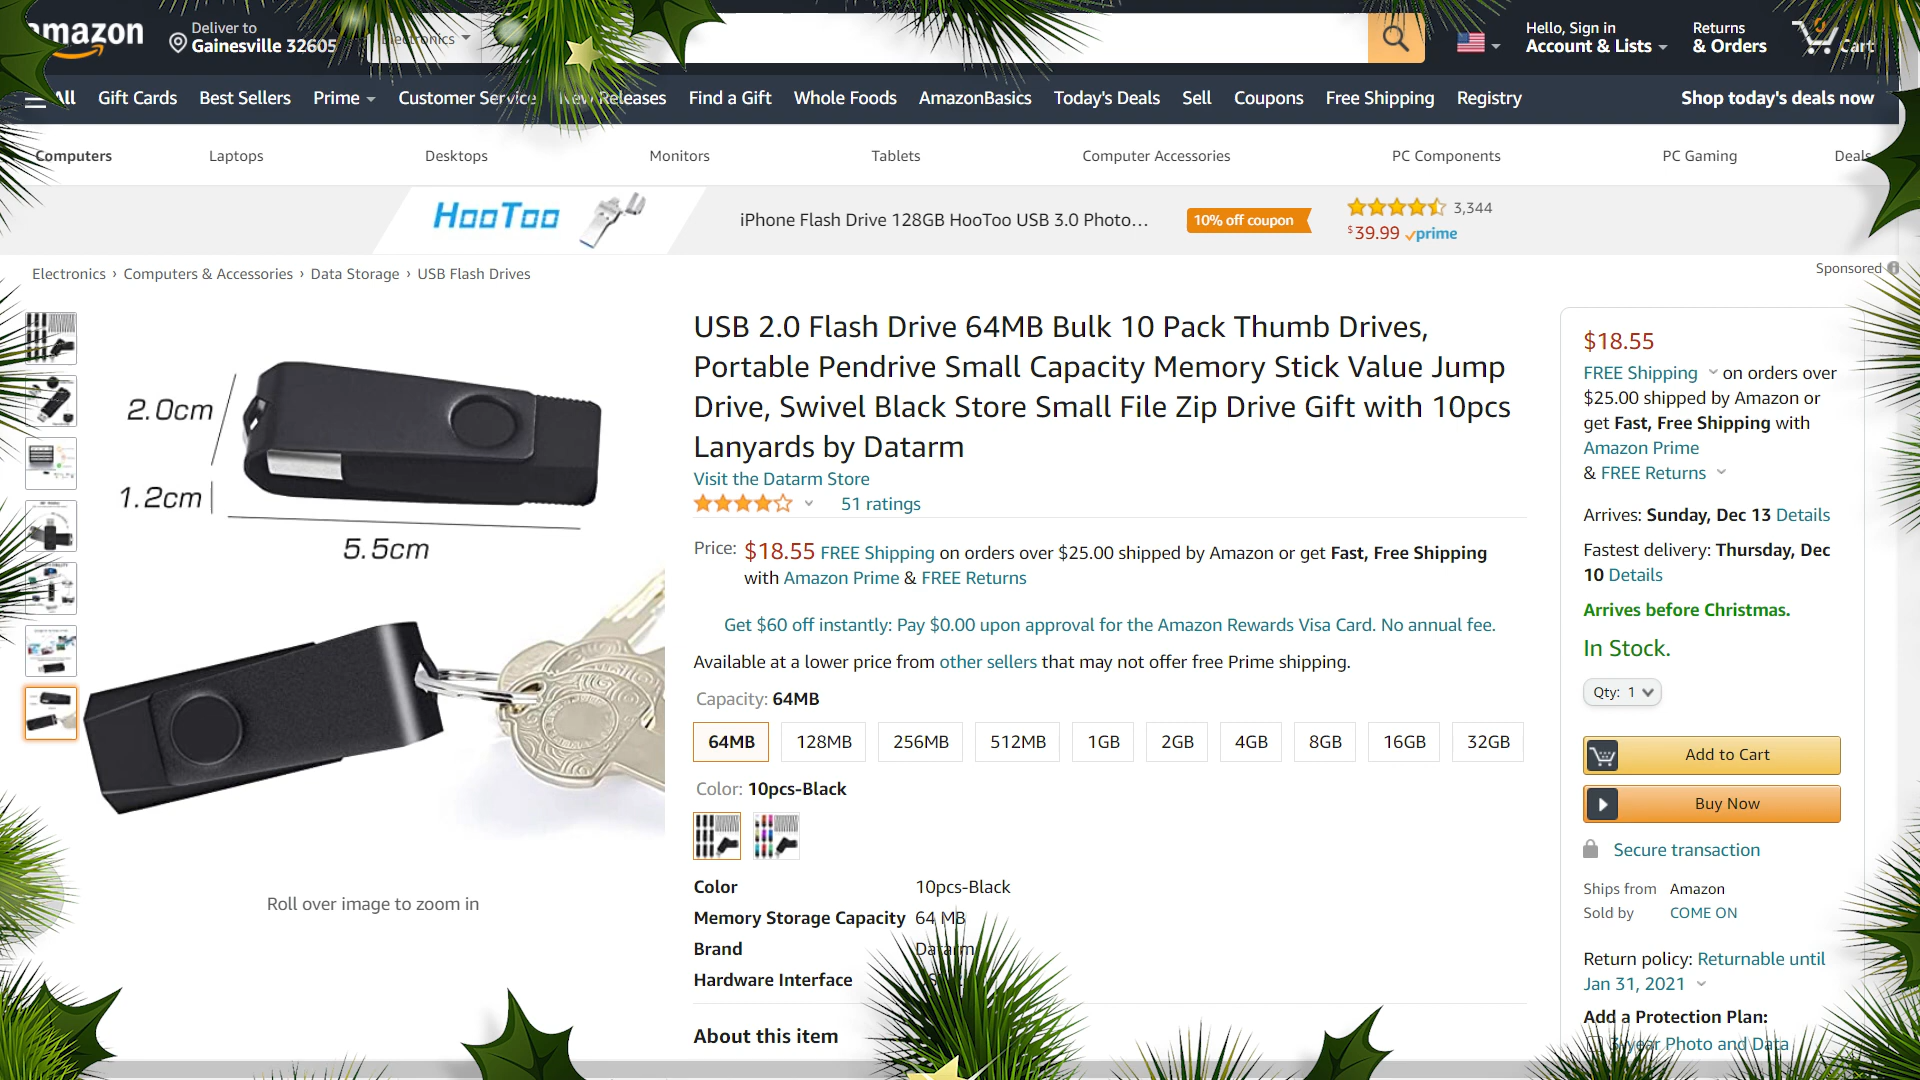 amazon
Deliver to
Gainesville 32605
Electronics
Hello, Sign in
Account & Lists
Returns
& Orders
0
Cart
All
Gift Cards
Best Sellers
Prime
Customer Service
New Releases
Find a Gift
Whole Foods
AmazonBasics
Today's Deals
Sell
Coupons
Free Shipping
Registry
Shop today's deals now
Computers
Laptops
Desktops
Monitors
Tablets
Computer Accessories
PC Components
PC Gaming
Deals
HooToo
iPhone Flash Drive 128GB HooToo USB 3.0 Photo…
10% off coupon
3,344
$39.99 prime
Sponsored
Electronics › Computers & Accessories › Data Storage › USB Flash Drives
2.0cm
1.2cm
5.5cm
Roll over image to zoom in
USB 2.0 Flash Drive 64MB Bulk 10 Pack Thumb Drives,
Portable Pendrive Small Capacity Memory Stick Value Jump
Drive, Swivel Black Store Small File Zip Drive Gift with 10pcs
Lanyards by Datarm
Visit the Datarm Store
51 ratings
Price: $18.55 FREE Shipping on orders over $25.00 shipped by Amazon or get Fast, Free Shipping
with Amazon Prime & FREE Returns
Get $60 off instantly: Pay $0.00 upon approval for the Amazon Rewards Visa Card. No annual fee.
Available at a lower price from other sellers that may not offer free Prime shipping.
Capacity: 64MB
64MB
128MB
256MB
512MB
1GB
2GB
4GB
8GB
16GB
32GB
Color: 10pcs-Black
Color 10pcs-Black
Memory Storage Capacity 64 MB
Brand Datarm
Hardware Interface
About this item
$18.55
FREE Shipping on orders over
$25.00 shipped by Amazon or
get Fast, Free Shipping with
Amazon Prime
& FREE Returns
Arrives: Sunday, Dec 13 Details
Fastest delivery: Thursday, Dec
10 Details
Arrives before Christmas.
In Stock.
Qty: 1
Add to Cart
Buy Now
Secure transaction
Ships from Amazon
Sold by COME ON
Return policy: Returnable until
Jan 31, 2021
Add a Protection Plan:
3-year Photo and Data